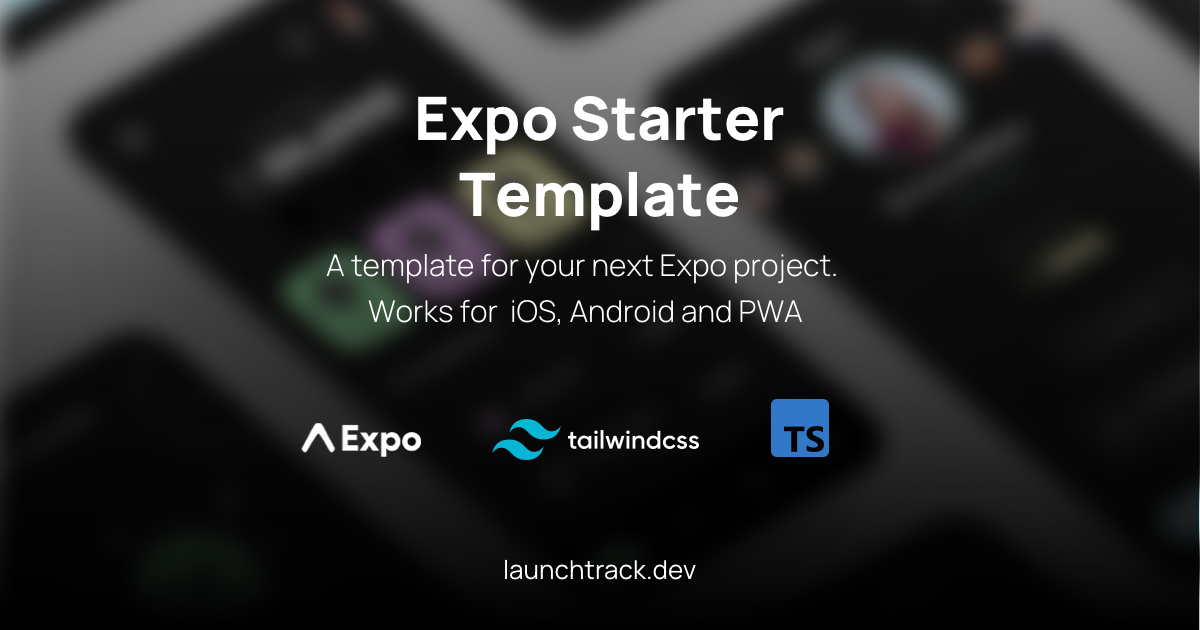 Expo Starter
Template
A template for your next Expo project.
Works for  iOS, Android and PWA
Expo
tailwindcss
TS
launchtrack.dev